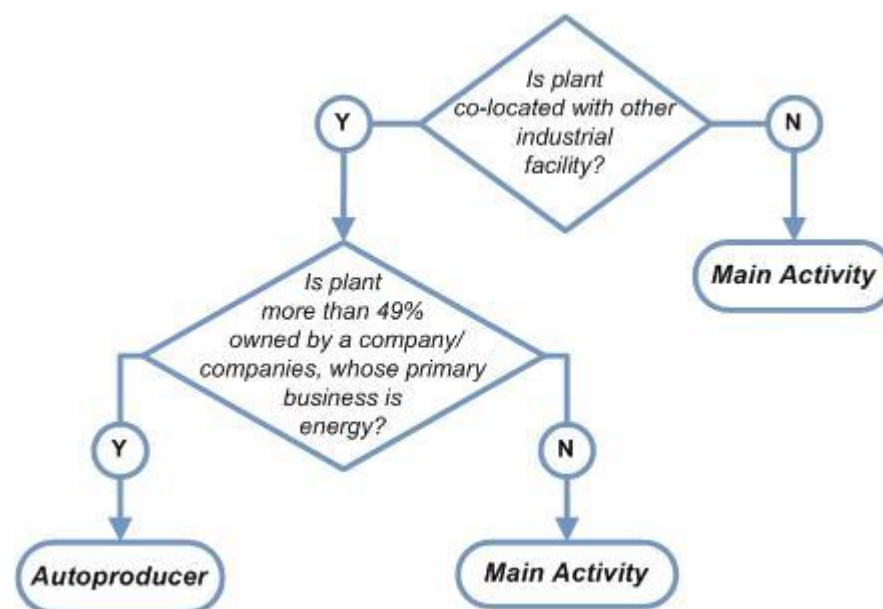 Is plant
co-located with other
industrial
facility?
Y
N
Main Activity
Is plant
more than 49%
owned by a company/
companies, whose primary
business is
energy?
Y
N
Autoproducer
Main Activity